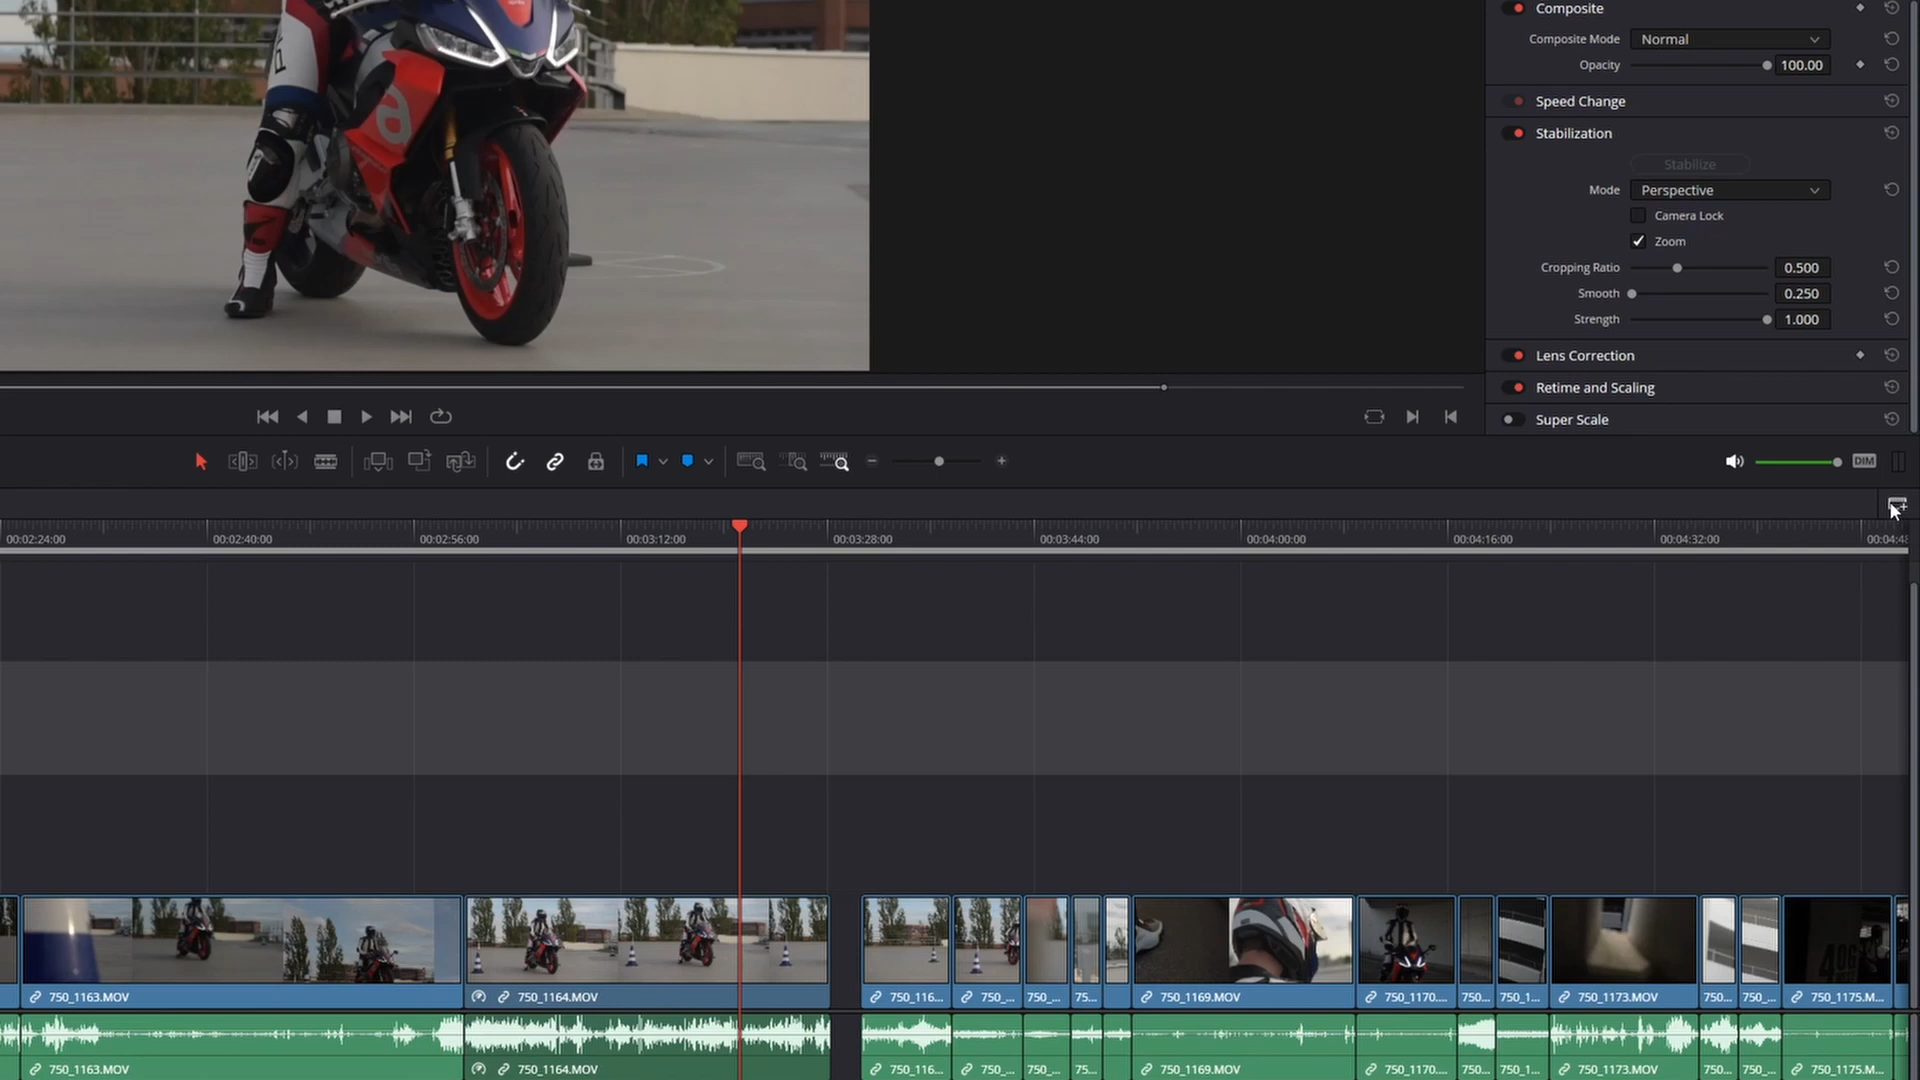 Composite
Composite Mode Normal
Opacity 100.00
Speed Change
Stabilization
Stabilize
Mode Perspective
Camera Lock
Zoom
Cropping Ratio 0.500
Smooth 0.250
Strength 1.000
Lens Correction
Retime and Scaling
Super Scale
DIM
00:02:24:00 00:02:40:00 00:02:56:00 00:03:12:00 00:03:28:00 00:03:44:00 00:04:00:00 00:04:16:00 00:04:32:00 00:04:48
750_1163.MOV 750_1164.MOV 750_116... 750_... 750_... 75... 750_1169.MOV 750_1170.... 750... 750_1... 750_1173.MOV 750... 750_... 750_1175.M...
750_1163.MOV 750_1164.MOV 750_116... 750_... 750_... 75... 750_1169.MOV 750_1170.... 750... 750_1... 750_1173.MOV 750... 750_... 750_1175.M...